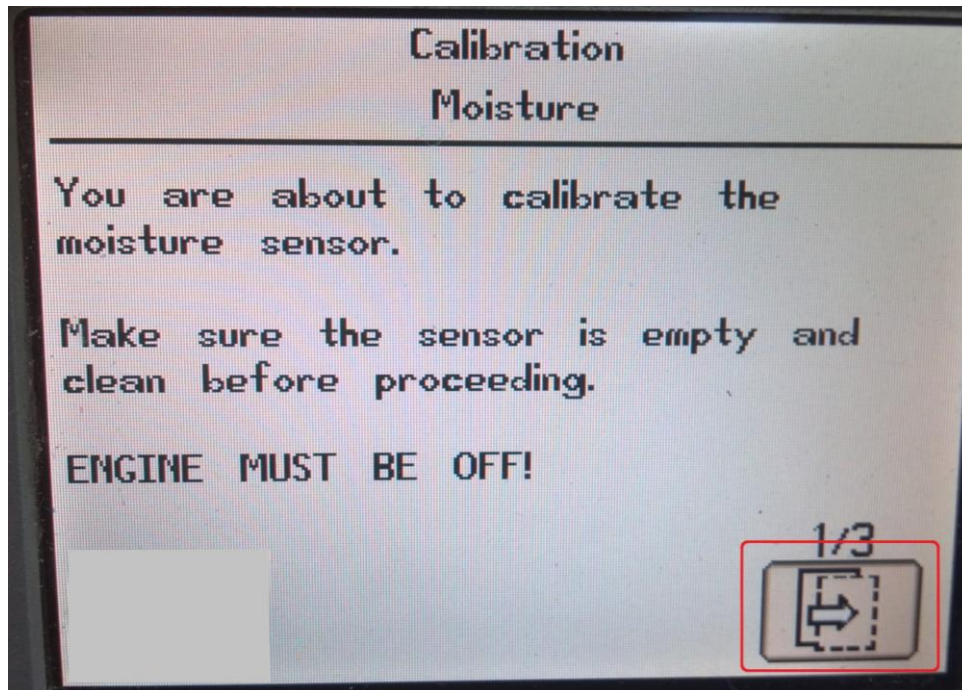 Calibration
Moisture
You are about to calibrate the
moisture sensor.
Make sure the sensor is empty and
clean before proceeding.
ENGINE MUST BE OFF!
1/3